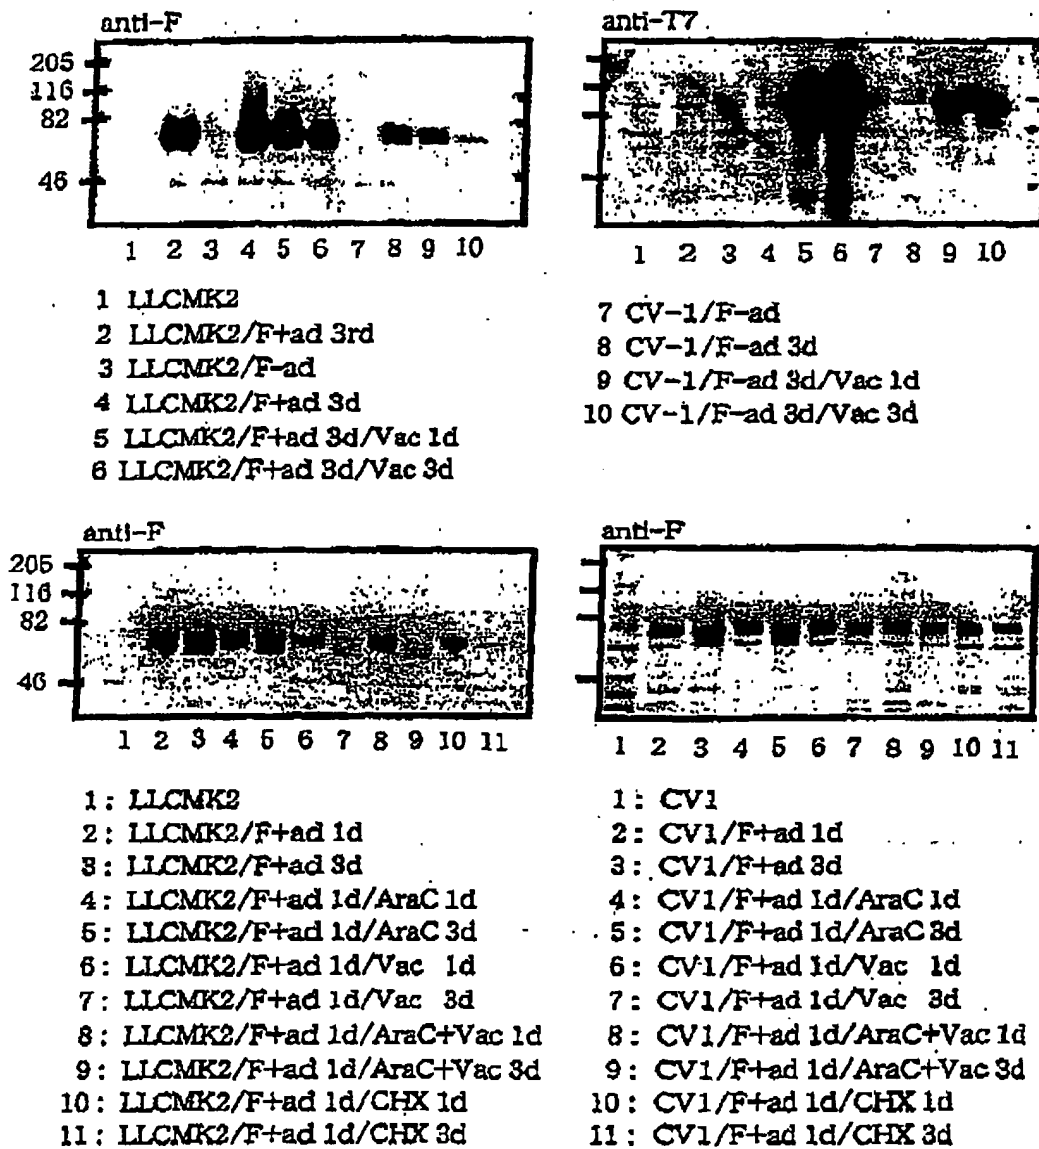 anti-F
205
116
82
46
1 2 3 4 5 6 7 8 9 10
anti-T7
1 2 3 4 5 6 7 8 9 10
1 LLCMK2
2 LLCMK2/F+ad 3rd
3 LLCMK2/F-ad
4 LLCMK2/F+ad 3d
5 LLCMK2/F+ad 3d/Vac 1d
6 LLCMK2/F+ad 3d/Vac 3d
7 CV-1/F-ad
8 CV-1/F-ad 3d
9 CV-1/F-ad 3d/Vac 1d
10 CV-1/F-ad 3d/Vac 3d
anti-F
205
116
82
46
1 2 3 4 5 6 7 8 9 10 11
anti-F
1 2 3 4 5 6 7 8 9 10 11
1: LLCMK2
2: LLCMK2/F+ad 1d
3: LLCMK2/F+ad 3d
4: LLCMK2/F+ad 1d/AraC 1d
5: LLCMK2/F+ad 1d/AraC 3d
6: LLCMK2/F+ad 1d/Vac 1d
7: LLCMK2/F+ad 1d/Vac 3d
8: LLCMK2/F+ad 1d/AraC+Vac 1d
9: LLCMK2/F+ad 1d/AraC+Vac 3d
10: LLCMK2/F+ad 1d/CHX 1d
11: LLCMK2/F+ad 1d/CHX 3d
1: CV1
2: CV1/F+ad 1d
3: CV1/F+ad 3d
4: CV1/F+ad 1d/AraC 1d
5: CV1/F+ad 1d/AraC 3d
6: CV1/F+ad 1d/Vac 1d
7: CV1/F+ad 1d/Vac 3d
8: CV1/F+ad 1d/AraC+Vac 1d
9: CV1/F+ad 1d/AraC+Vac 3d
10: CV1/F+ad 1d/CHX 1d
11: CV1/F+ad 1d/CHX 3d